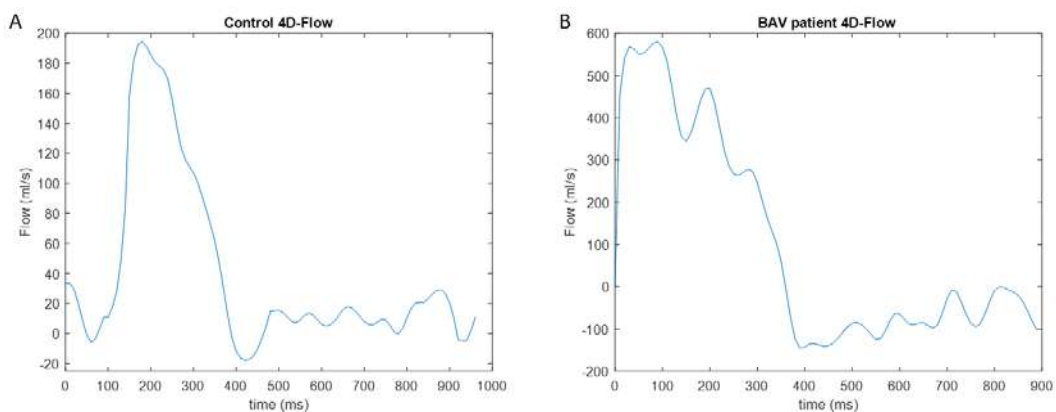 A
Control 4D-Flow
200
180
160
140
120
100
80
60
40
20
0
-20
Flow (ml/s)
0 100 200 300 400 500 600 700 800 900 1000
time (ms)
B
BAV patient 4D-Flow
600
500
400
300
200
100
0
-100
-200
Flow (ml/s)
0 100 200 300 400 500 600 700 800 900
time (ms)